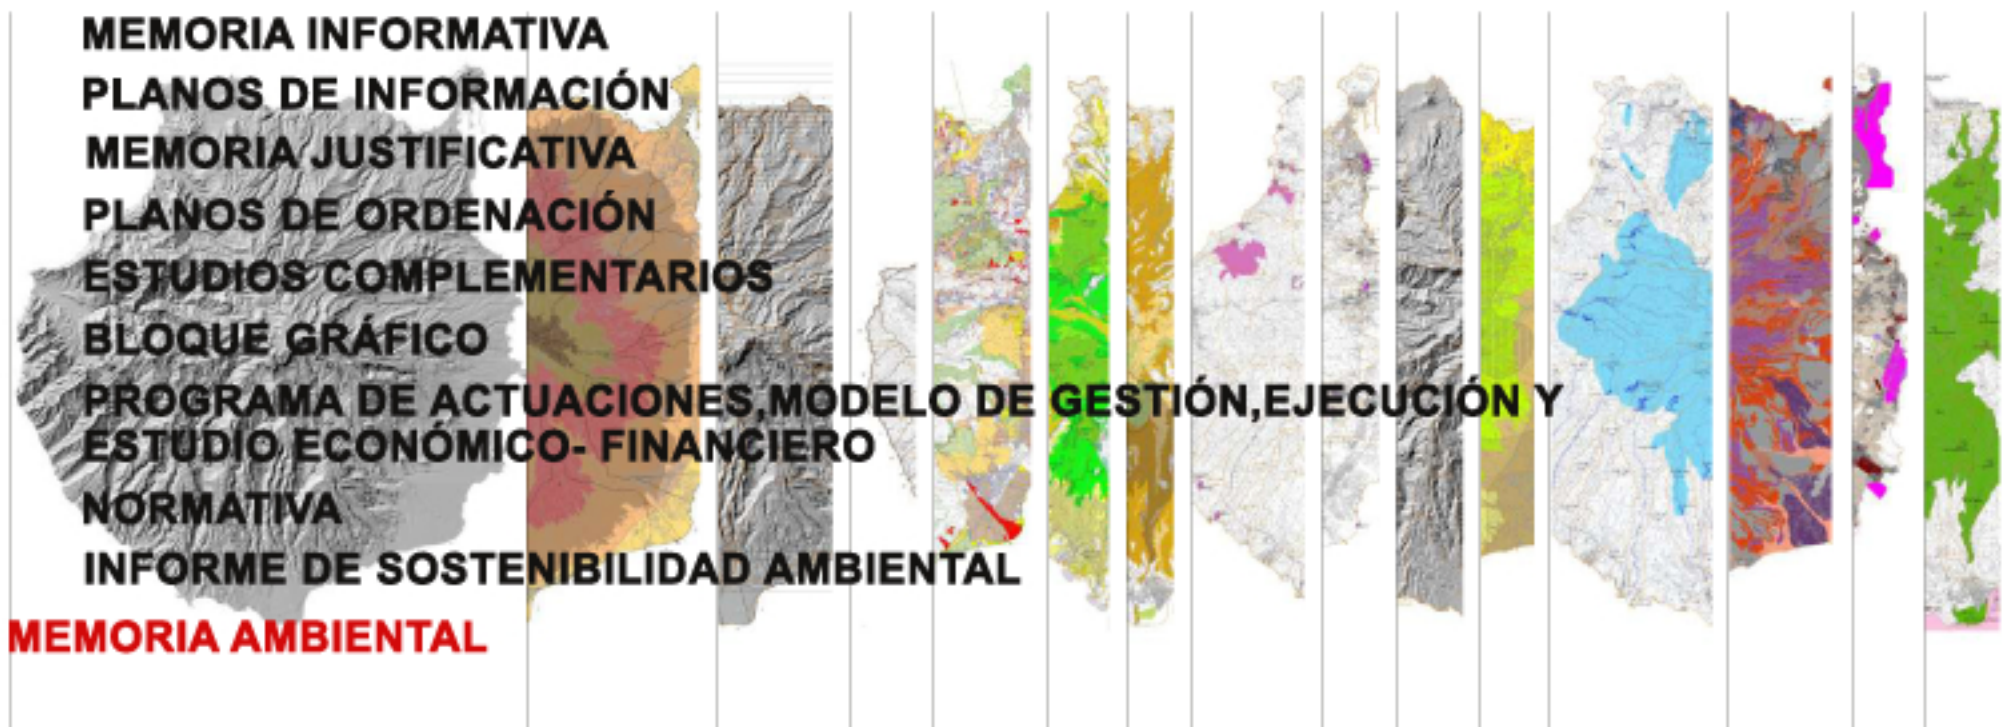 MEMORIA INFORMATIVA
PLANOS DE INFORMACIÓN
MEMORIA JUSTIFICATIVA
PLANOS DE ORDENACIÓN
ESTUDIOS COMPLEMENTARIOS
BLOQUE GRÁFICO
PROGRAMA DE ACTUACIONES,MODELO DE GESTIÓN,EJECUCIÓN Y
ESTUDIO ECONÓMICO- FINANCIERO
NORMATIVA
INFORME DE SOSTENIBILIDAD AMBIENTAL
MEMORIA AMBIENTAL